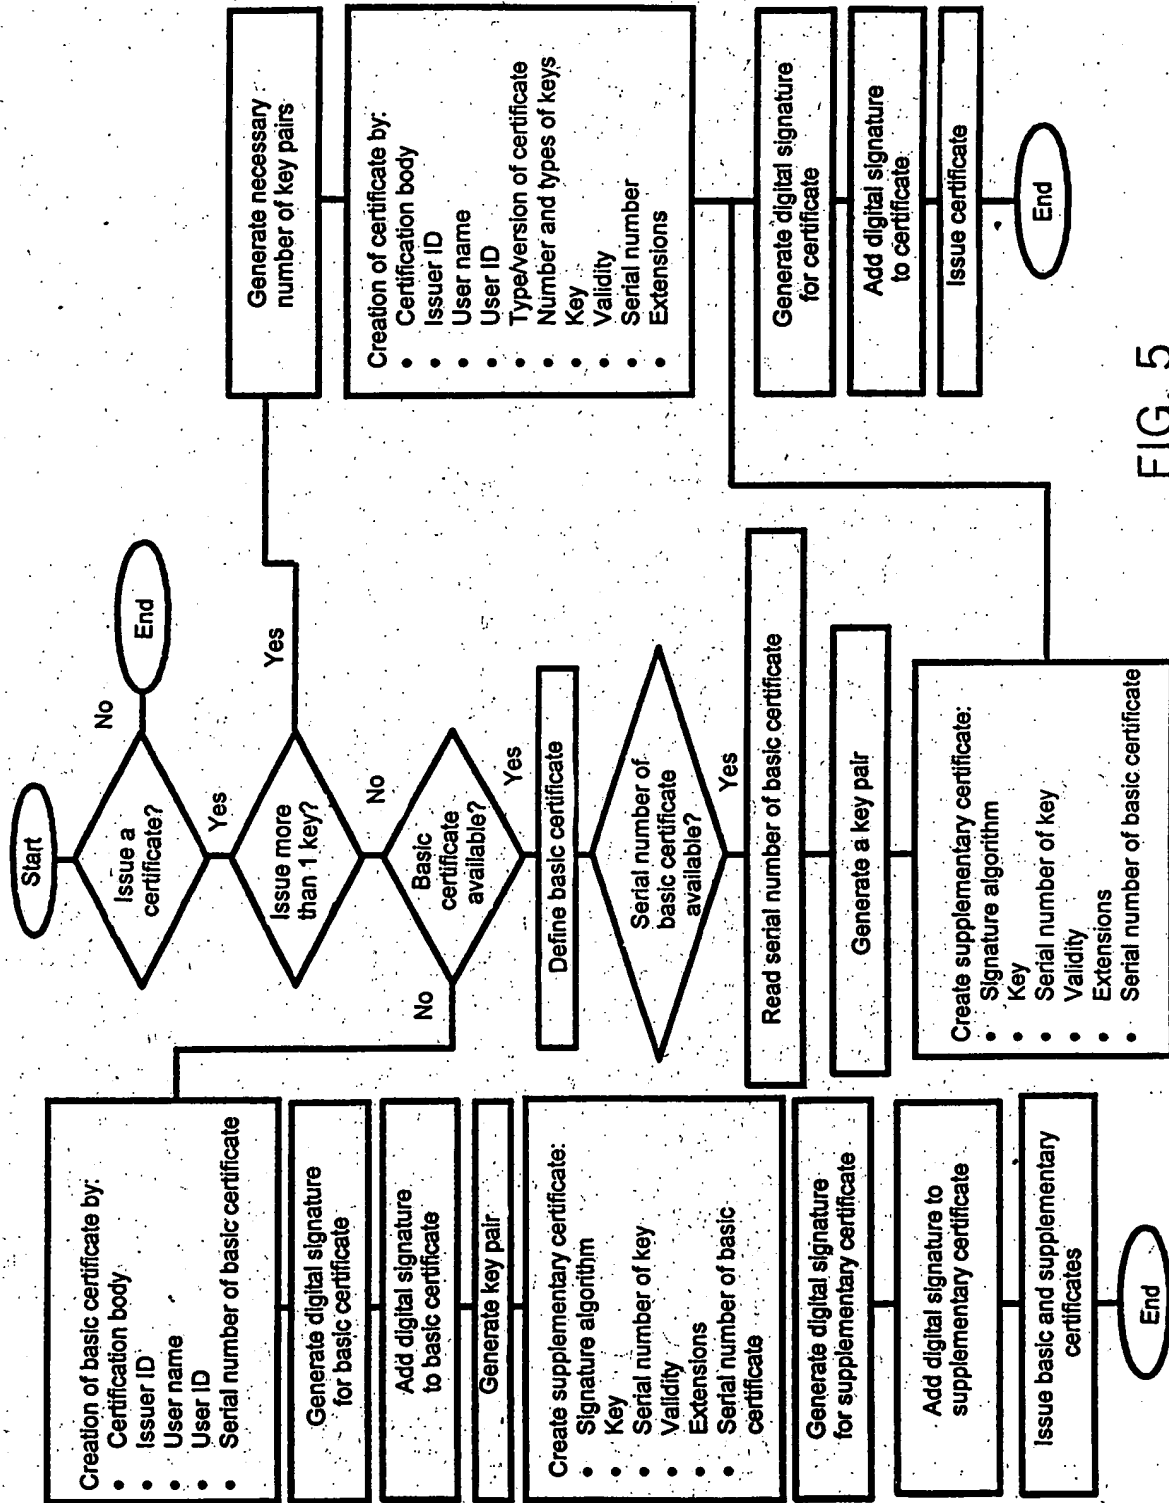 Start
Issue a
certificate?
No
End
Yes
Issue more
than 1 key?
Yes
No
Basic
certificate
available?
No
Yes
Define basic certificate
Serial number of
basic certificate
available?
Yes
Read serial number of basic certificate
Generate a key pair
Create supplementary certificate:
• Signature algorithm
• Key
• Serial number of key
• Validity
• Extensions
• Serial number of basic certificate
Creation of basic certificate by:
• Certification body
• Issuer ID
• User name
• User ID
• Serial number of basic certificate
Generate digital signature
for basic certificate
Add digital signature
to basic certificate
Generate key pair
Create supplementary certificate:
• Signature algorithm
• Key
• Serial number of key
• Validity
• Extensions
• Serial number of basic
certificate
Generate digital signature
for supplementary certificate
Add digital signature to
supplementary certificate
Issue basic and supplementary
certificates
End
Generate necessary
number of key pairs
Creation of certificate by:
• Certification body
• Issuer ID
• User name
• User ID
• Type/version of certificate
• Number and types of keys
• Key
• Validity
• Serial number
• Extensions
Generate digital signature
for certificate
Add digital signature
to certificate
Issue certificate
End
FIG. 5